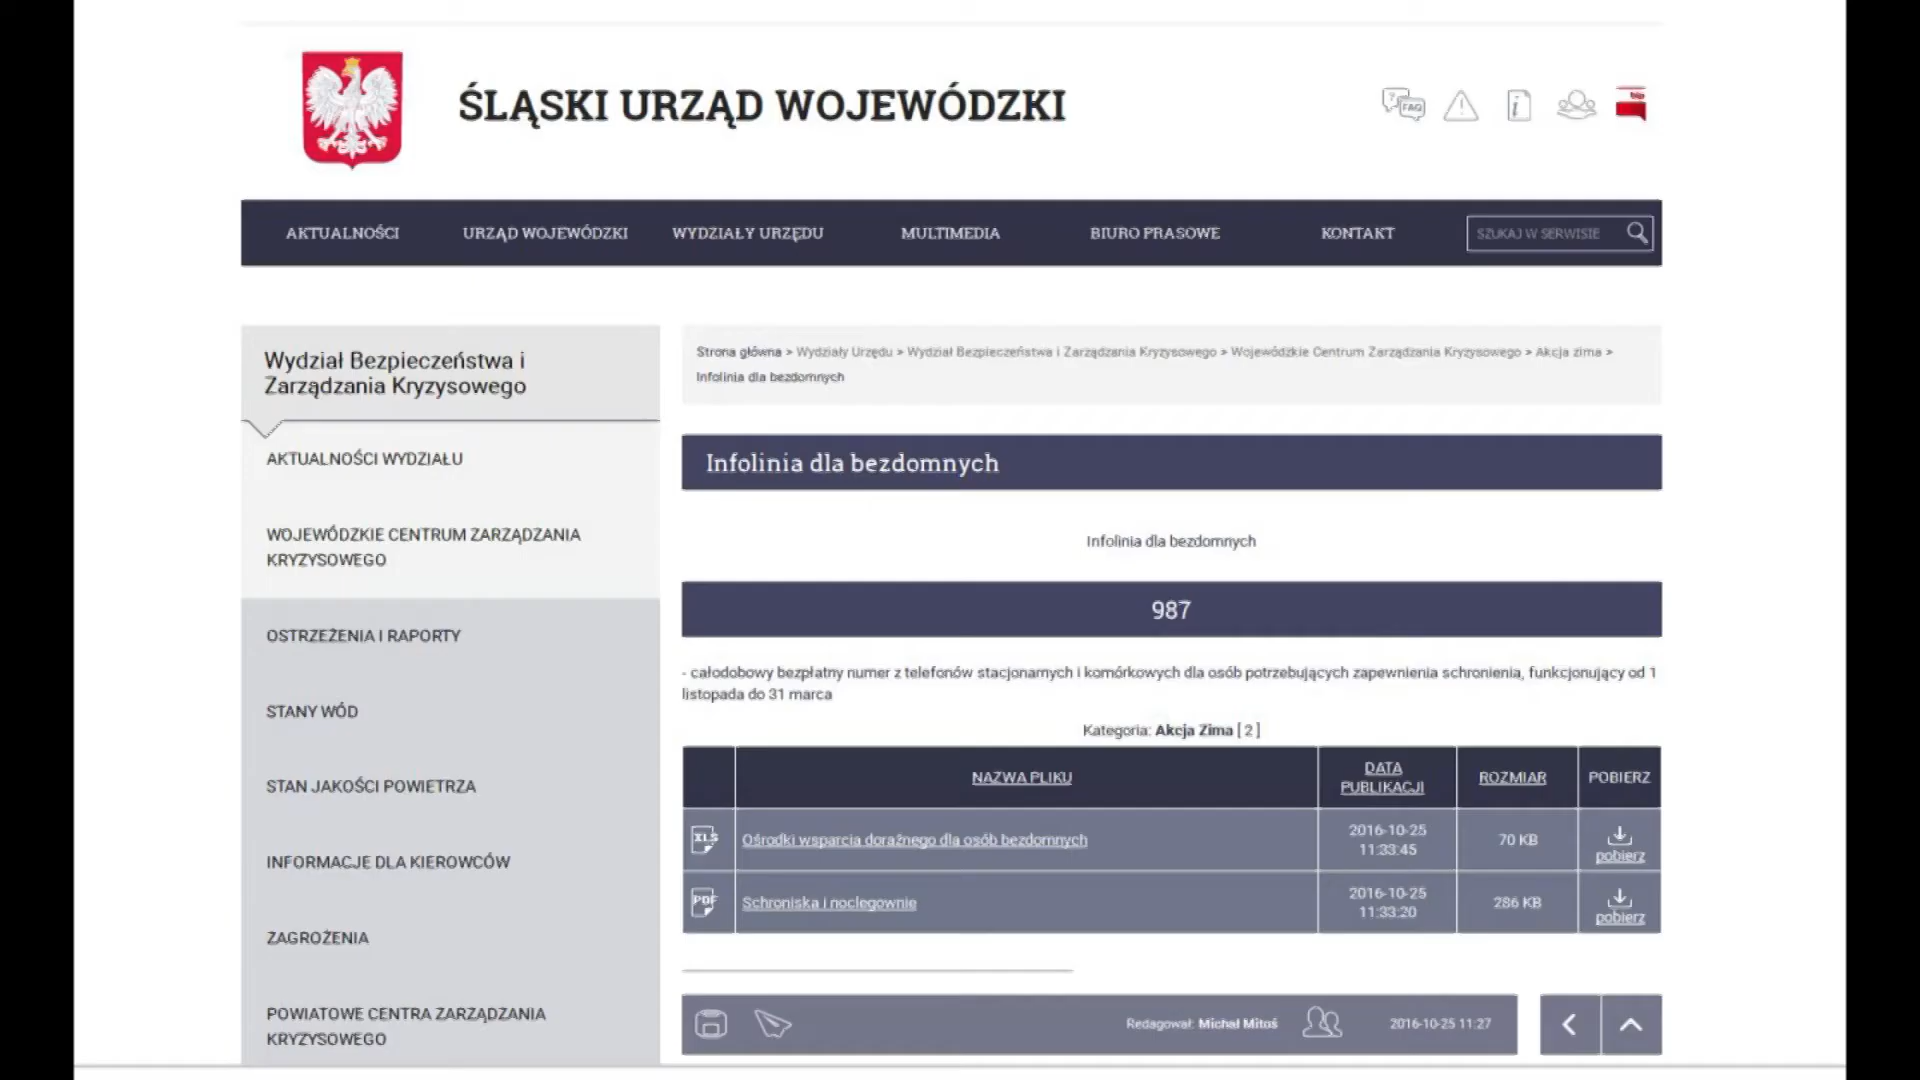 ŚLĄSKI URZĄD WOJEWÓDZKI
FAQ
AKTUALNOŚCI
URZĄD WOJEWÓDZKI
WYDZIAŁY URZĘDU
MULTIMEDIA
BIURO PRASOWE
KONTAKT
SZUKAJ W SERWISIE
Wydział Bezpieczeństwa i
Zarządzania Kryzysowego
AKTUALNOŚCI WYDZIAŁU
WOJEWÓDZKIE CENTRUM ZARZĄDZANIA
KRYZYSOWEGO
OSTRZEŻENIA I RAPORTY
STANY WÓD
STAN JAKOŚCI POWIETRZA
INFORMACJE DLA KIEROWCÓW
ZAGROŻENIA
POWIATOWE CENTRA ZARZĄDZANIA
KRYZYSOWEGO
Strona główna > Wydziały Urzędu > Wydział Bezpieczeństwa i Zarządzania Kryzysowego > Wojewódzkie Centrum Zarządzania Kryzysowego > Akcja zima >
Infolinia dla bezdomnych
Infolinia dla bezdomnych
Infolinia dla bezdomnych
987
- całodobowy bezpłatny numer z telefonów stacjonarnych i komórkowych dla osób potrzebujących zapewnienia schronienia, funkcjonujący od 1
listopada do 31 marca
Kategoria: Akcja Zima [ 2 ]
NAZWA PLIKU
DATA
PUBLIKACJI
ROZMIAR
POBIERZ
XLS
Ośrodki wsparcia doraźnego dla osób bezdomnych
2016-10-25
11:33:45
70 KB
pobierz
PDF
Schroniska i noclegownie
2016-10-25
11:33:20
286 KB
pobierz
Redagował: Michał Mitoś
2016-10-25 11:27